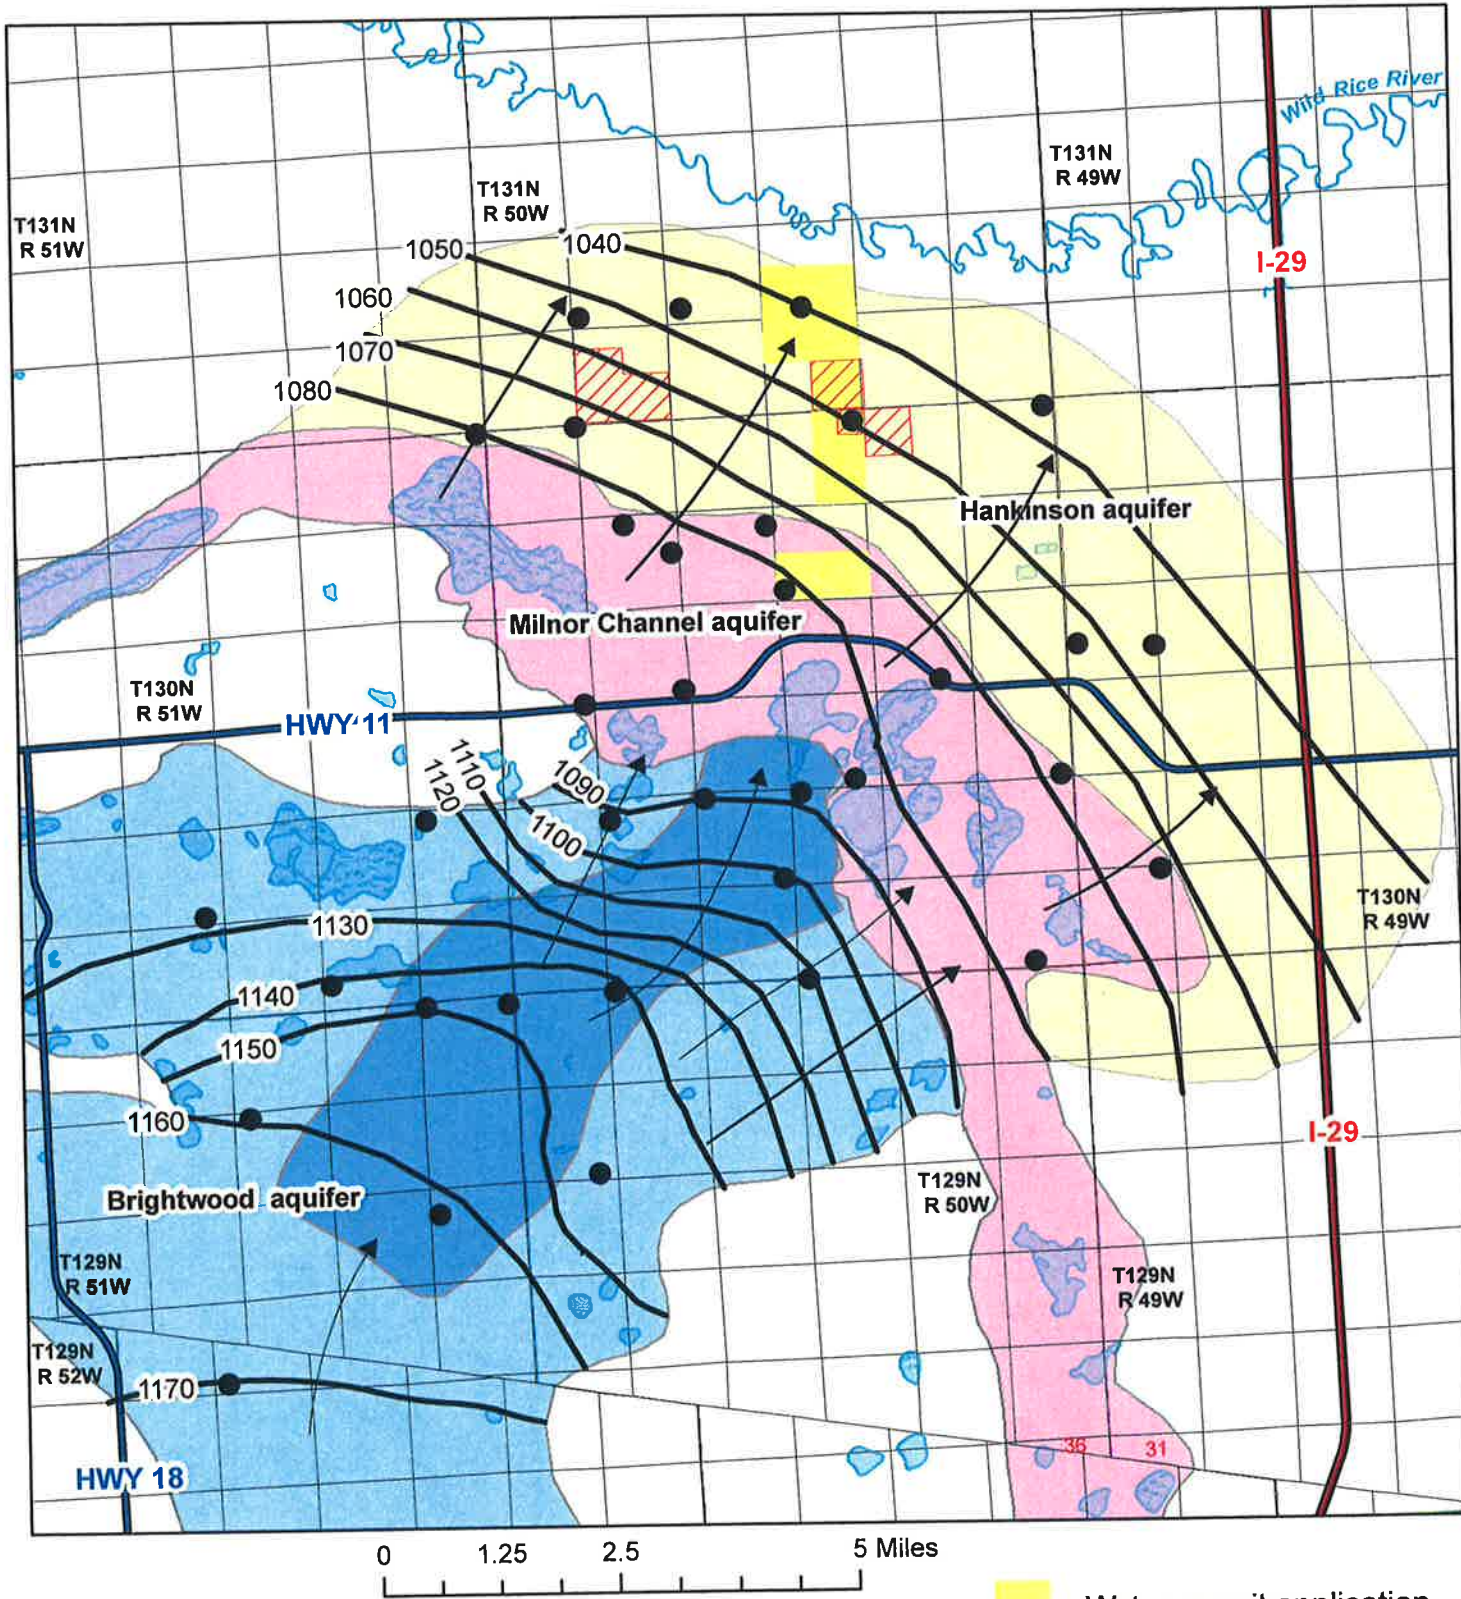 Wild Rice River
T131N
R 49W
T131N
R 50W
T131N
R 51W
1050
1040
I-29
1060
1070
1080
Hankinson aquifer
Milnor Channel aquifer
T130N
R 51W
HWY 11
1110
1120
1090
1100
T130N
R 49W
1130
1140
1150
1160
I-29
T129N
R 50W
Brightwood aquifer
T129N
R 51W
T129N
R 49W
T129N
R 52W
1170
36
31
HWY 18
0
1.25
2.5
5 Miles